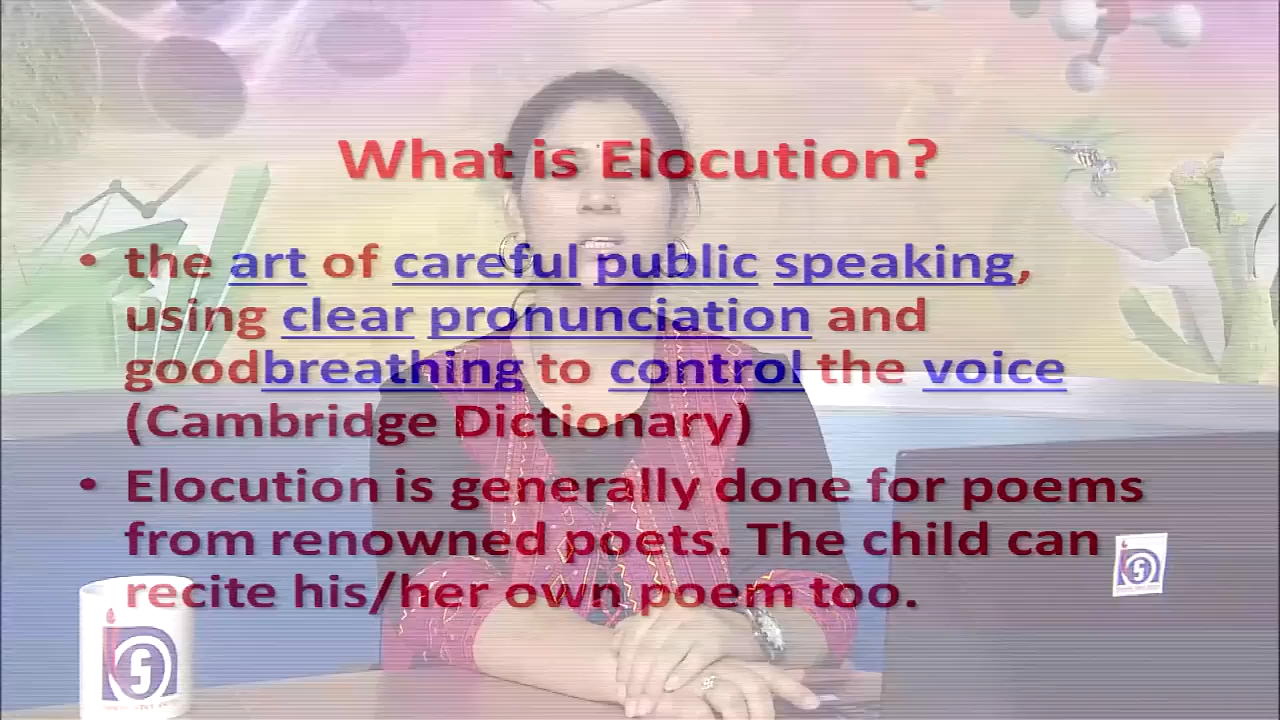 What is Elocution?
• the art of careful public speaking,
using clear pronunciation and
goodbreathing to control the voice
(Cambridge Dictionary)
• Elocution is generally done for poems
from renowned poets. The child can
recite his/her own poem too.